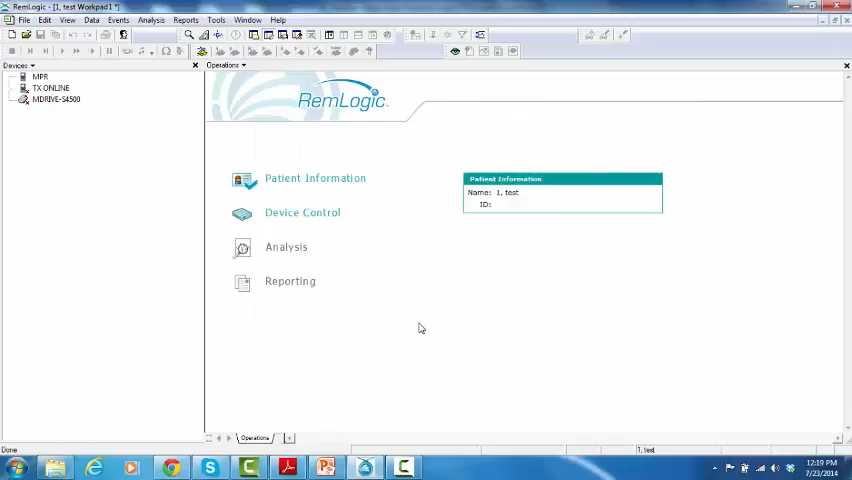 RemLogic - [1, test Workpad1 *]
File Edit View Data Events Analysis Reports Tools Window Help
Devices
Operations
MPR
TX ONLINE
MDRIVE-S4500
RemLogic
Patient Information
Device Control
Analysis
Reporting
Patient Information
Name: 1, test
ID:
Operations
Done
1, test
12:19 PM
7/23/2014